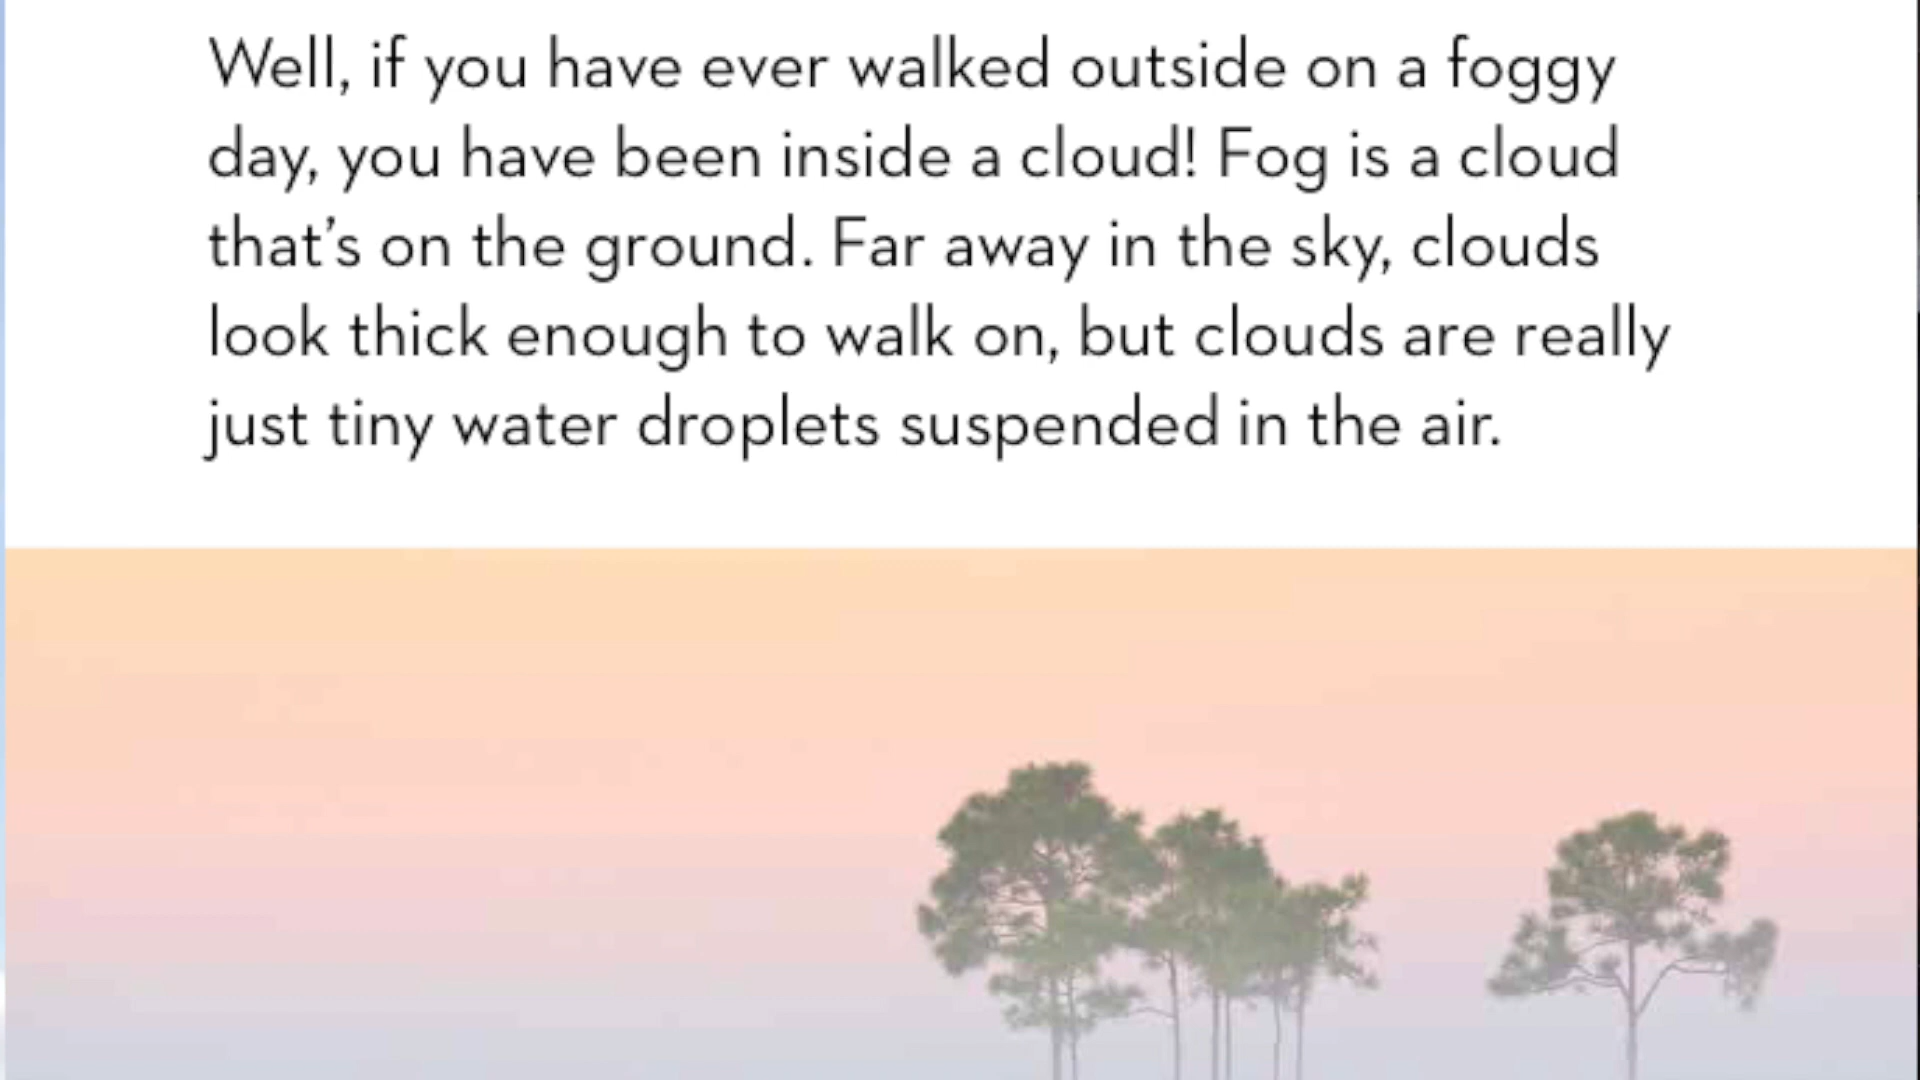 Well, if you have ever walked outside on a foggy
day, you have been inside a cloud! Fog is a cloud
that’s on the ground. Far away in the sky, clouds
look thick enough to walk on, but clouds are really
just tiny water droplets suspended in the air.